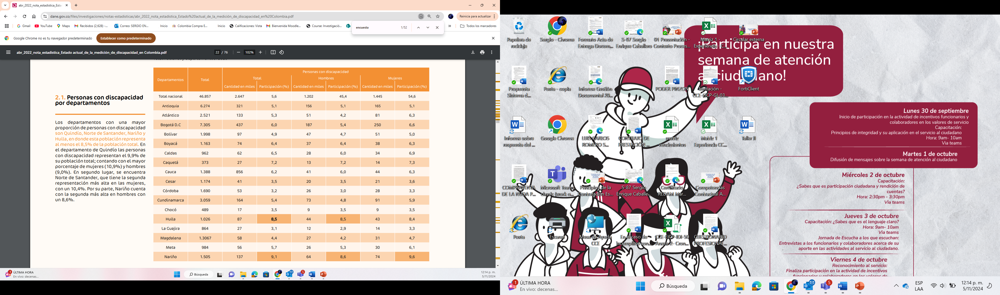 abr_2022_nota_estadistica_Esta
dane.gov.co/files/investigaciones/notas-estadisticas/abr_2022_nota_estadistica_Estado%20actual_de_la_medición_de_discapacidad_en%20Colombia.pdf
Reinicia para actualizar
Gmail YouTube Maps Recibidos (2,628) -... Correo: SERGIO EN... Inicio Colombia Compra E... Inicio Calificaciones: Vista Bienvenida Moodle... Course: Investigació... » Todos los marcadores
encuesta 1/52
Google Chrome no es tu navegador predeterminado Establecer como predeterminado
abr_2022_nota_estadistica_Estado actual_de_la_medición_de_discapacidad_en Colombia.pdf 22 / 76 102%
2.1. Personas con discapacidad
por departamentos
Los departamentos con una mayor
proporción de personas con discapacidad
son Quindío, Norte de Santander, Nariño y
Huila, en donde esta población representa
al menos el 8,5% de la población total. En
el departamento de Quindío las personas
con discapacidad representan el 9,9% de
su población total; contando con el mayor
porcentaje de mujeres (10,9%) y hombres
(9,0%). En segundo lugar, se encuentra
Norte de Santander, que tiene la segunda
representación más alta en las mujeres,
con un 10,4%. Por su parte, Nariño cuenta
con la segunda más alta en hombres con
un 8,6%.
Personas con discapacidad
Departamentos Total Total Hombres Mujeres
Cantidad en miles Participación (%) Cantidad en miles Participación (%) Cantidad en miles Participación (%)
Total nacional 46.857 2.647 5,6 1.202 45,4 1.445 54,6
Antioquia 6.274 321 5,1 156 5,1 165 5,1
Atlántico 2.521 133 5,3 51 4,2 81 6,3
Bogotá D.C 7.305 437 6,0 187 5,4 250 6,6
Bolívar 1.998 97 4,9 47 4,7 51 5,0
Boyacá 1.163 74 6,4 37 6,4 38 6,3
Caldas 962 62 6,5 28 6,0 34 6,9
Caquetá 373 27 7,2 13 7,2 14 7,3
Cauca 1.388 856 6,2 41 6,0 44 6,3
Cesar 1.174 41 3,5 20 3,5 21 3,6
Córdoba 1.690 53 3,2 26 3,0 28 3,3
Cundinamarca 3.059 164 5,4 73 4,8 91 5,9
Chocó 489 17 3,5 9 3,5 9 3,5
Huila 1.026 87 8,5 44 8,5 43 8,4
La Guajira 864 27 3,1 12 2,9 14 3,3
Magdalena 1.3067 58 4,4 27 4,2 31 4,7
Meta 984 56 5,7 26 5,3 30 6,1
Nariño 1.505 137 9,1 64 8,6 74 9,6
1 ÚLTIMA HORA
En vivo: decenas...
Búsqueda
5
12:14 p. m.
5/11/2024
Papelera de
reciclaje
Sergio - Chrome
Formato Acta de
Entrega Docum...
S-87 Sergio
Enrique Caballero
01 Presentación -
Contexto Proces...
Matriz 1 -
Experiencia - C...
Circular externa
Propuesta
Sistema d...
Poxta - copia
Informe Gestión
Documental 20...
PODER PINZON
Invitación -
CCE-EICP-GI-03...
FortiClient
Informe sobre
respuesta del ...
Google Chrome
LUIS CARLOS
ROMERO S...
CONTRATO DE
PRESTACIÓN ...
matriz
vencimientos
Matriz 1
Experiencia CC...
Taller II
COMPRAVENTA
DE LA NUDA P...
Microsoft Teams
classic (work o...
Principios de la
Contratación Es...
S-87 Sergio
Enrique Caballe...
Certificado
REDAM Mar...
Competencias
Contractual A...
Poxta
Escaner
Mesa de Ayuda
CCE
En el caso de
incumplirse con...
CCE-EICP-IDI-50
Anexo 2- Cron...
CUESTIONARIO
PROFESIONAL...
¡Participa en nuestra
semana de atención
al ciudadano!
Lunes 30 de septiembre
Inicio de participación en la actividad de incentivos funcionarios y
colaboradores en los valores de servicio
Capacitación:
Principios de integridad y su aplicación en el servicio al ciudadano
Hora: 9am- 10am
Via teams
Martes 1 de octubre
Difusión de mensajes sobre la semana de atención al ciudadano
Miércoles 2 de octubre
Capacitación:
¿Sabes que es participación ciudadana y rendición de
cuentas?
Hora: 2:30pm - 3:30pm
Via teams
Jueves 3 de octubre
Capacitación: ¿Sabes que es el lenguaje claro?
Hora: 9am- 10am
Via teams
Jornada de Escucha a los que escuchan:
Entrevistas a los funcionarios y colaboradores acerca de su
aporte en las actividades al servicio al ciudadano.
Viernes 4 de octubre
Reconocimiento al servicio:
Finaliza participación en la actividad de incentivos
funcionarios y colaboradores en los valores de
1 ÚLTIMA HORA
En vivo: decenas...
Búsqueda
5
ESP
LAA
12:14 p. m.
5/11/2024